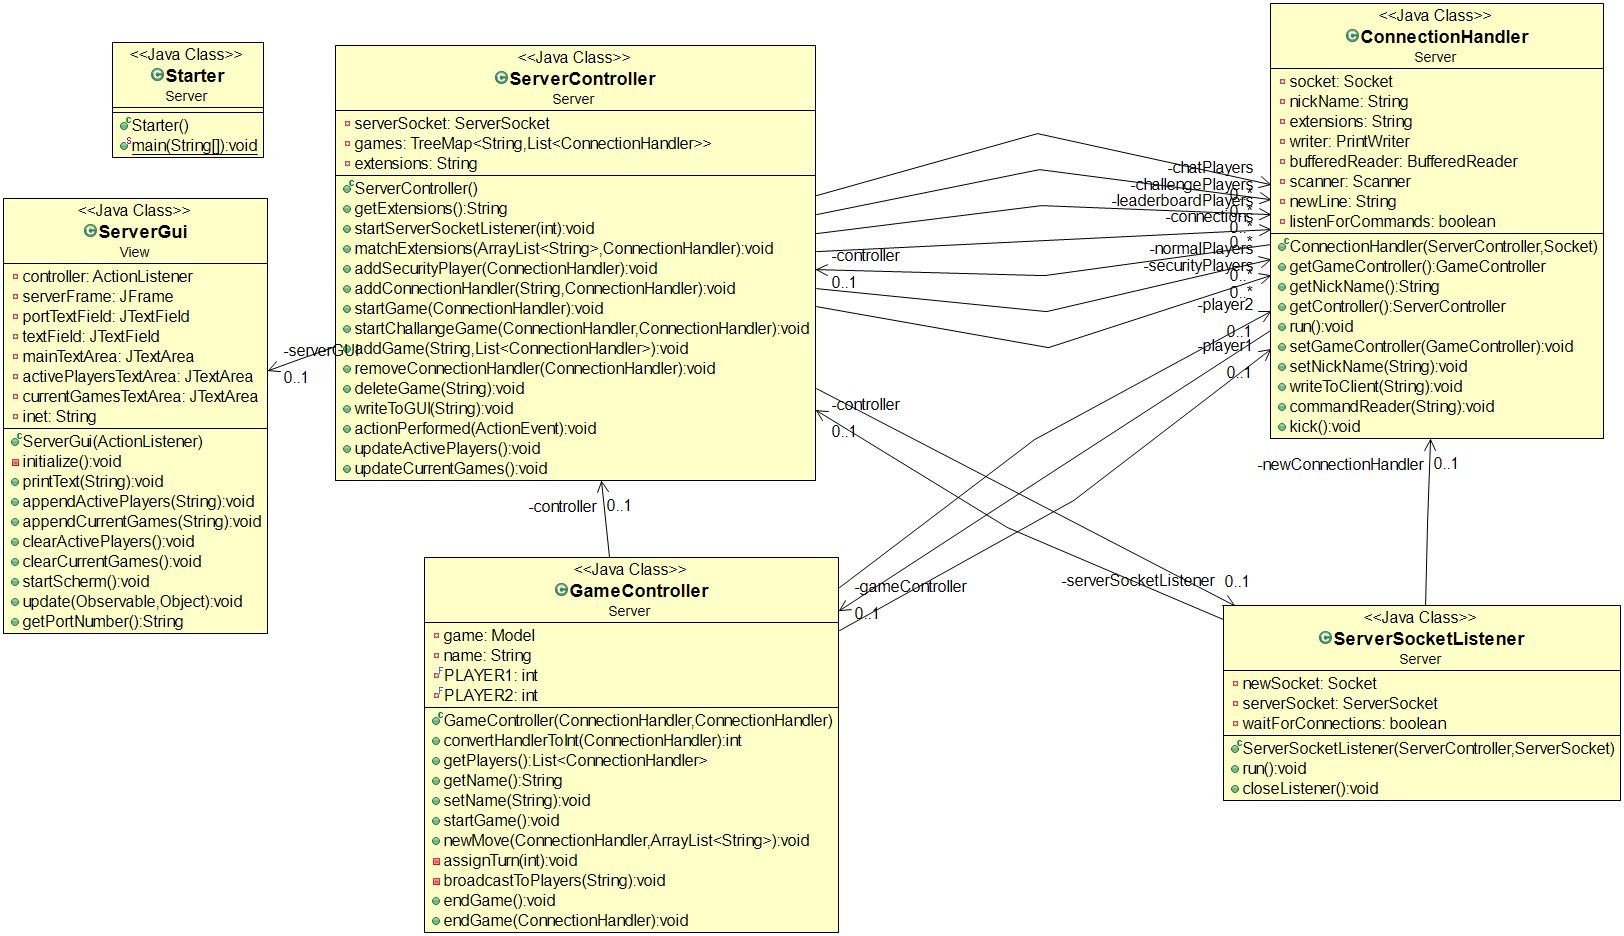 <<Java Class>>
Starter
Server
Starter()
main(String[]):void
<<Java Class>>
ServerGui
View
controller: ActionListener
serverFrame: JFrame
portTextField: JTextField
textField: JTextField
mainTextArea: JTextArea
activePlayersTextArea: JTextArea
currentGamesTextArea: JTextArea
inet: String
ServerGui(ActionListener)
initialize():void
printText(String):void
appendActivePlayers(String):void
appendCurrentGames(String):void
clearActivePlayers():void
clearCurrentGames():void
startScherm():void
update(Observable,Object):void
getPortNumber():String
<<Java Class>>
ServerController
Server
serverSocket: ServerSocket
games: TreeMap<String,List<ConnectionHandler>>
extensions: String
ServerController()
getExtensions():String
startServerSocketListener(int):void
matchExtensions(ArrayList<String>,ConnectionHandler):void
addSecurityPlayer(ConnectionHandler):void
addConnectionHandler(String,ConnectionHandler):void
startGame(ConnectionHandler):void
startChallangeGame(ConnectionHandler,ConnectionHandler):void
addGame(String,List<ConnectionHandler>):void
removeConnectionHandler(ConnectionHandler):void
deleteGame(String):void
writeToGUI(String):void
actionPerformed(ActionEvent):void
updateActivePlayers():void
updateCurrentGames():void
-serverGUI
0..1
-controller
0..1
-controller
0..1
-controller
0..1
-chatPlayers
0..*
-challengePlayers
0..*
-leaderboardPlayers
0..*
-connections
0..*
-normalPlayers
0..*
-securityPlayers
0..*
-player2
0..1
-player1
0..1
<<Java Class>>
ConnectionHandler
Server
socket: Socket
nickName: String
extensions: String
writer: PrintWriter
bufferedReader: BufferedReader
scanner: Scanner
newLine: String
listenForCommands: boolean
ConnectionHandler(ServerController,Socket)
getGameController():GameController
getNickName():String
getController():ServerController
run():void
setGameController(GameController):void
setNickName(String):void
writeToClient(String):void
commandReader(String):void
kick():void
-newConnectionHandler
0..1
<<Java Class>>
GameController
Server
game: Model
name: String
PLAYER1: int
PLAYER2: int
GameController(ConnectionHandler,ConnectionHandler)
convertHandlerToInt(ConnectionHandler):int
getPlayers():List<ConnectionHandler>
getName():String
setName(String):void
startGame():void
newMove(ConnectionHandler,ArrayList<String>):void
assignTurn(int):void
broadcastToPlayers(String):void
endGame():void
endGame(ConnectionHandler):void
-gameController
0..1
-serverSocketListener
0..1
<<Java Class>>
ServerSocketListener
Server
newSocket: Socket
serverSocket: ServerSocket
waitForConnections: boolean
ServerSocketListener(ServerController,ServerSocket)
run():void
closeListener():void